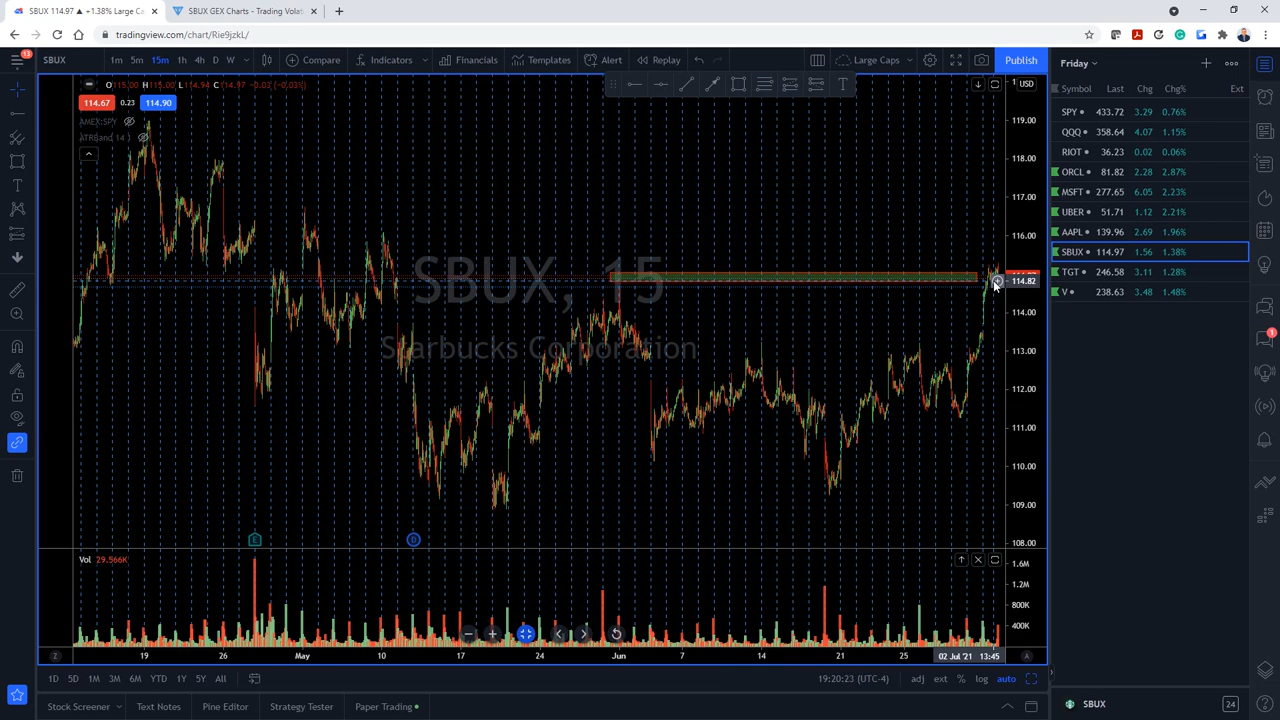 SBUX 114.97 ▲ +1.38% Large Ca
SBUX GEX Charts - Trading Volati
tradingview.com/chart/Rie9jzkL/
13
SBUX
1m 5m 15m 1h 4h D W
Compare
Indicators
Financials
Templates
Alert
Replay
Large Caps
Publish
O115.00 H115.00 L114.94 C114.97 -0.03 (-0.03%)
114.67 0.23 114.90
AMEX:SPY
T
USD
119.00
118.00
117.00
116.00
114.82
114.00
113.00
112.00
111.00
110.00
109.00
108.00
SBUX, 15
Starbucks Corporation
E
D
Vol 29.566K
1.6M
1.2M
800K
400K
Z
19 26 May 10 17 24 Jun 7 14 21 25 02 Jul '21 13:45
A
1D 5D 1M 3M 6M YTD 1Y 5Y All
19:20:23 (UTC-4)
adj ext % log auto
Stock Screener
Text Notes
Pine Editor
Strategy Tester
Paper Trading
Friday
Symbol Last Chg Chg% Ext
SPY 433.72 3.29 0.76%
QQQ 358.64 4.07 1.15%
RIOT 36.23 0.02 0.06%
ORCL 81.82 2.28 2.87%
MSFT 277.65 6.05 2.23%
UBER 51.71 1.12 2.21%
AAPL 139.96 2.69 1.96%
SBUX 114.97 1.56 1.38%
TGT 246.58 3.11 1.28%
V 238.63 3.48 1.48%
1
SBUX
24